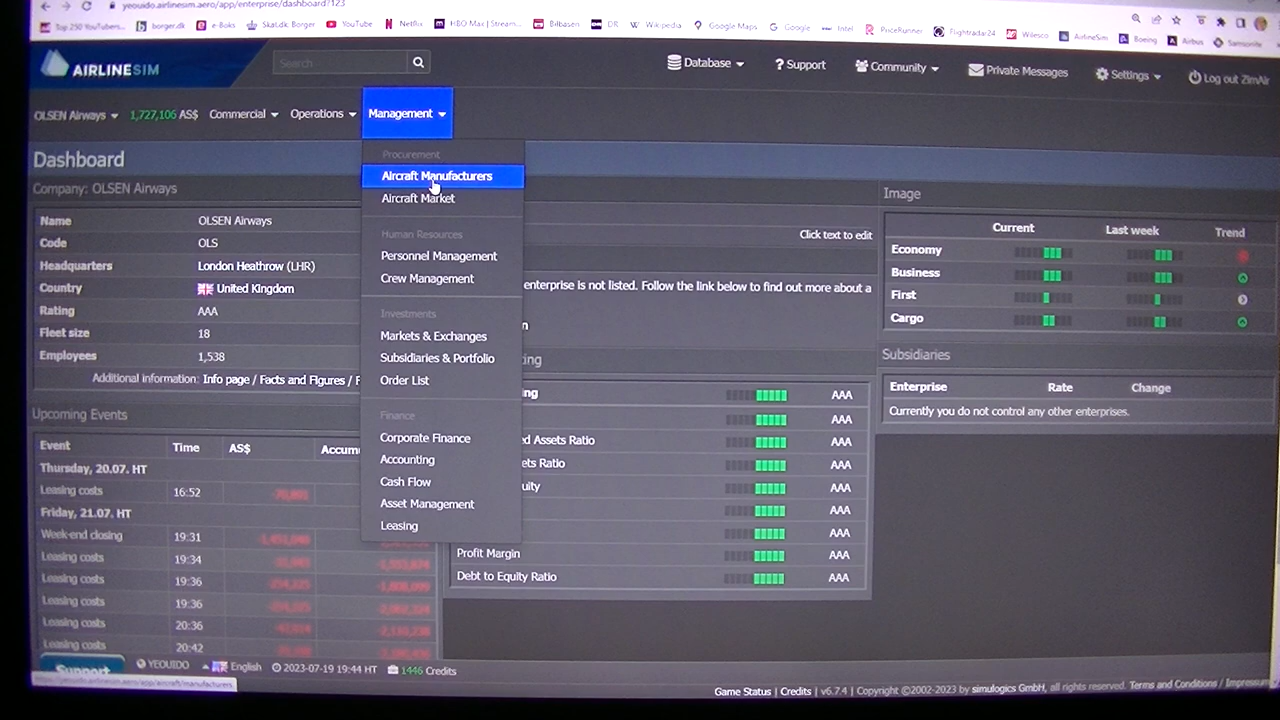 yeouido.airlinesim.aero/app/enterprise/dashboard?123
Top 250 YouTubers... borger.dk e-Boks Skat.dk Borger YouTube Netflix HBO Max | Stream... Bilbasen DR Wikipedia Google Maps Google Intel PriceRunner Flightradar24 Wilesco AirlineSim Boeing Airbus Samsonite
AIRLINESIM
Search
Database
? Support
Community
Private Messages
Settings
Log out ZimAir
OLSEN Airways 1,727,106 AS$ Commercial Operations Management
Dashboard
Procurement
Aircraft Manufacturers
Aircraft Market
Human Resources
Personnel Management
Crew Management
Investments
Markets & Exchanges
Subsidiaries & Portfolio
Order List
Finance
Corporate Finance
Accounting
Cash Flow
Asset Management
Leasing
Company: OLSEN Airways
Name OLSEN Airways
Code OLS
Headquarters London Heathrow (LHR)
Country United Kingdom
Rating AAA
Fleet size 18
Employees 1,538
Additional information: Info page / Facts and Figures / F
Click text to edit
enterprise is not listed. Follow the link below to find out more about a
n
ing
ng AAA
AAA
d Assets Ratio AAA
ets Ratio AAA
uity AAA
AAA
AAA
Profit Margin AAA
Debt to Equity Ratio AAA
Image
Current Last week Trend
Economy
Business
First
Cargo
Subsidiaries
Enterprise Rate Change
Currently you do not control any other enterprises.
Upcoming Events
Event Time AS$ Accum
Thursday, 20.07. HT
Leasing costs 16:52
Friday, 21.07. HT
Week-end closing 19:31
Leasing costs 19:34
Leasing costs 19:36
Leasing costs 19:36
Leasing costs 20:36
Leasing costs 20:42
Support YEOUIDO English 2023-07-19 19:44 HT 1446 Credits
https://yeouido.airlinesim.aero/app/aircraft/manufacturers
Game Status | Credits | v6.7.4 | Copyright ©2002-2023 by simulogics GmbH, all rights reserved. Terms and Conditions / Impressum